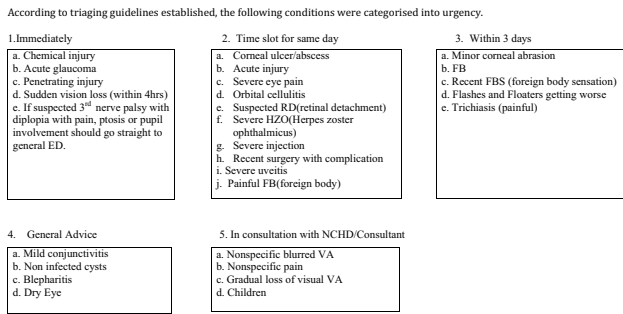 According to triaging guidelines established, the following conditions were categorised into urgency.
1.Immediately
a. Chemical injury
b. Acute glaucoma
c. Penetrating injury
d. Sudden vision loss (within 4hrs)
e. If suspected 3rd nerve palsy with
diplopia with pain, ptosis or pupil
involvement should go straight to
general ED.
2. Time slot for same day
a. Corneal ulcer/abscess
b. Acute injury
c. Severe eye pain
d. Orbital cellulitis
e. Suspected RD(retinal detachment)
f. Severe HZO(Herpes zoster
ophthalmicus)
g. Severe injection
h. Recent surgery with complication
i. Severe uveitis
j. Painful FB(foreign body)
3. Within 3 days
a. Minor corneal abrasion
b. FB
c. Recent FBS (foreign body sensation)
d. Flashes and Floaters getting worse
e. Trichiasis (painful)
4. General Advice
a. Mild conjunctivitis
b. Non infected cysts
c. Blepharitis
d. Dry Eye
5. In consultation with NCHD/Consultant
a. Nonspecific blurred VA
b. Nonspecific pain
c. Gradual loss of visual VA
d. Children